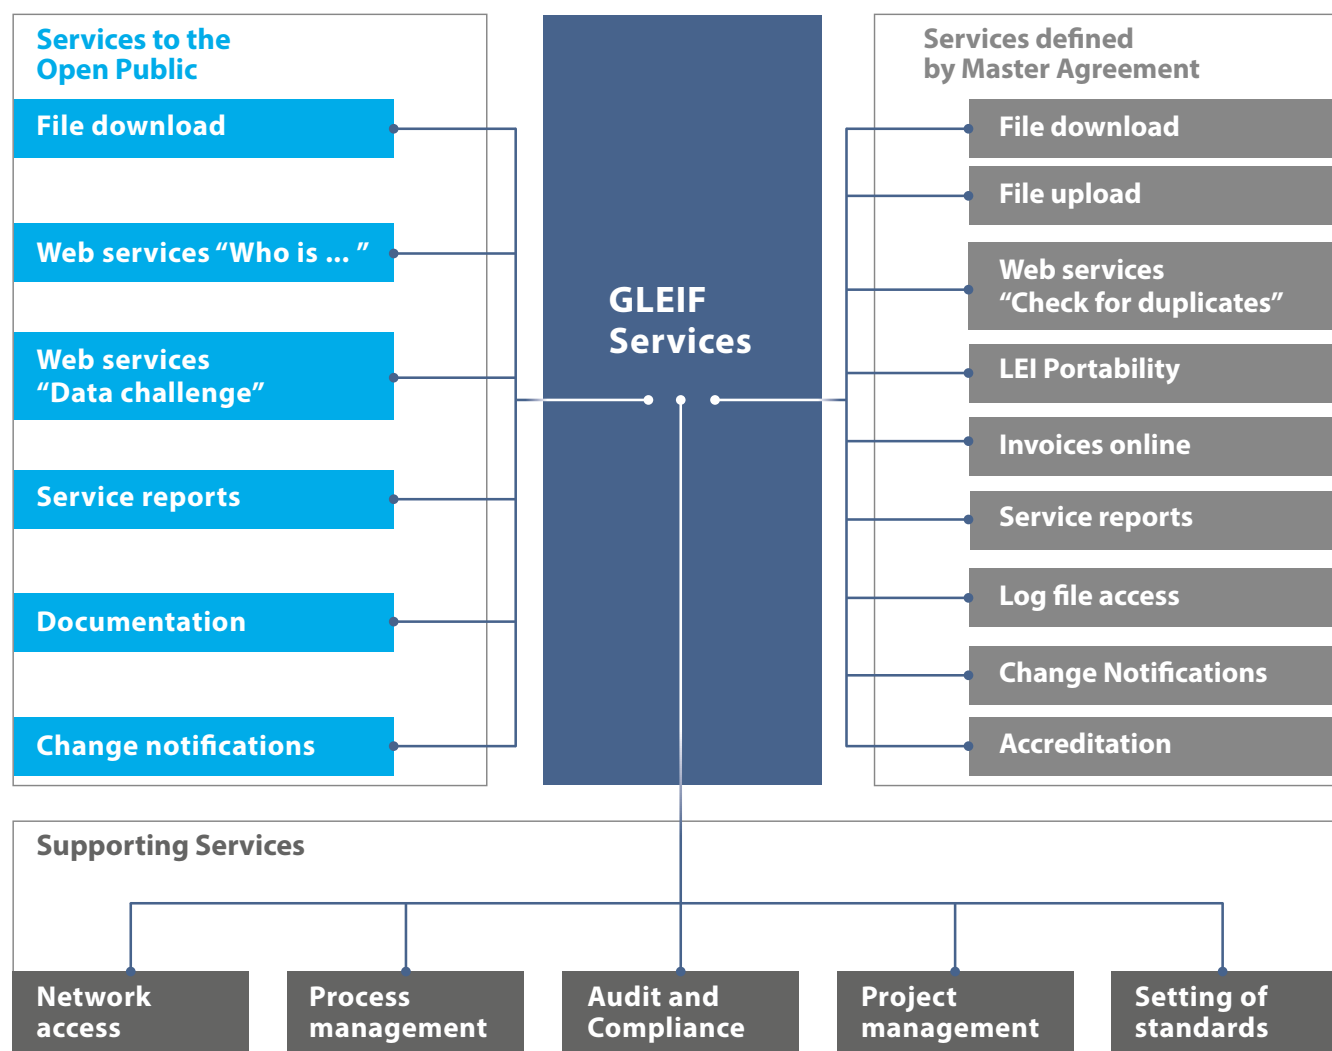 Services to the
Open Public
File download
Web services “Who is ... ”
Web services
“Data challenge”
Service reports
Documentation
Change notifications
GLEIF
Services
Services defined
by Master Agreement
File download
File upload
Web services
“Check for duplicates”
LEI Portability
Invoices online
Service reports
Log file access
Change Notifications
Accreditation
Supporting Services
Network
access
Process
management
Audit and
Compliance
Project
management
Setting of
standards